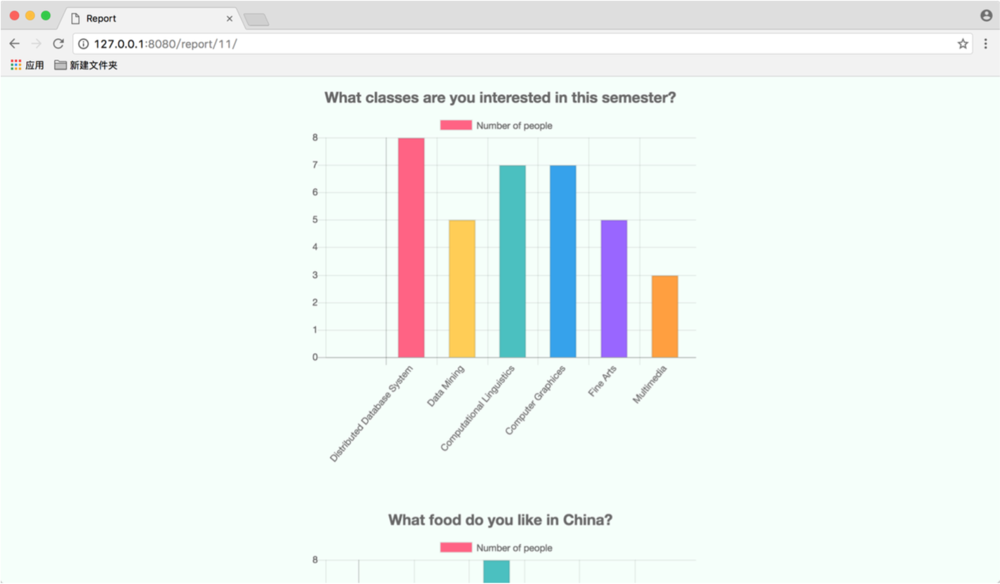 Report
127.0.0.1:8080/report/11/
应用 新建文件夹
What classes are you interested in this semester?
Number of people
8
7
6
5
4
3
2
1
0
Distributed Database System
Data Mining
Computational Linguistics
Computer Graphices
Fine Arts
Multimedia
What food do you like in China?
Number of people
8